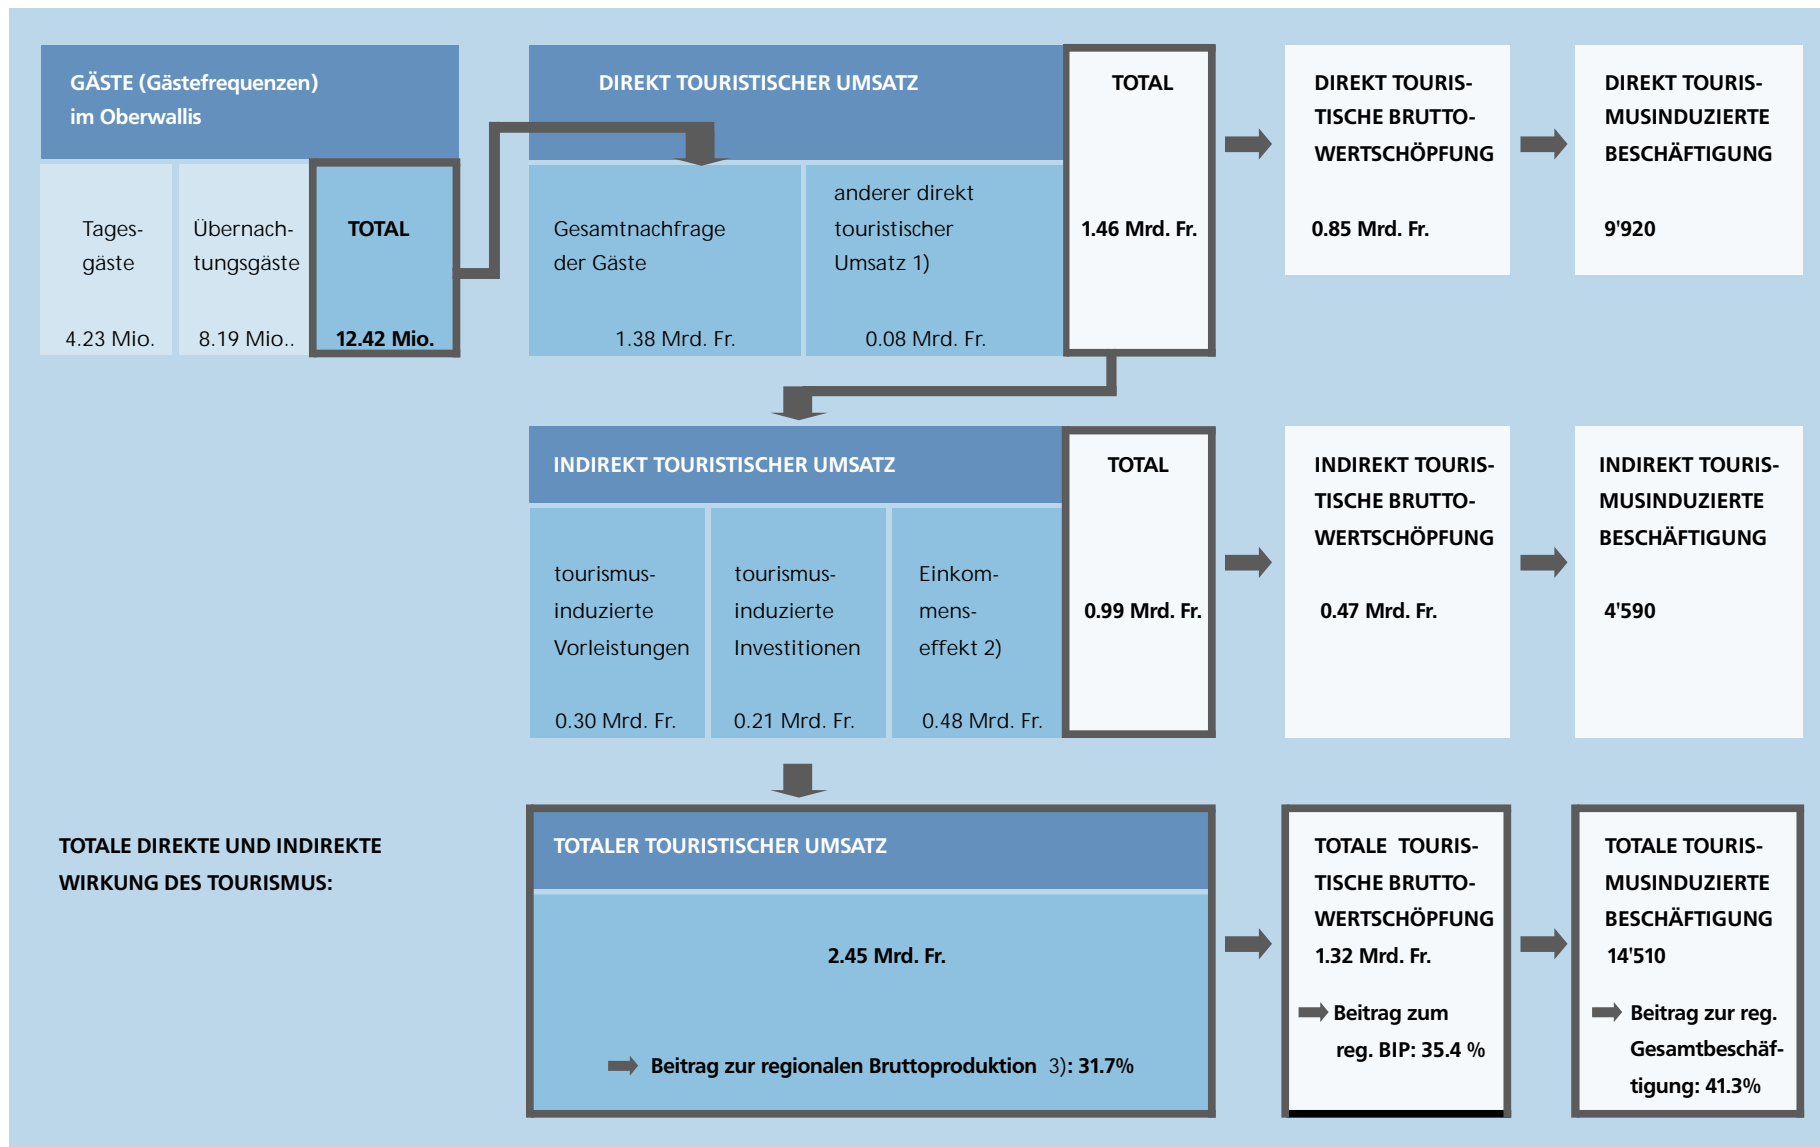 GÄSTE (Gästefrequenzen)
im Oberwallis
Tages-
gäste
4.23 Mio.
Übernach-
tungsgäste
8.19 Mio..
TOTAL
12.42 Mio.
DIREKT TOURISTISCHER UMSATZ
Gesamtnachfrage
der Gäste
1.38 Mrd. Fr.
anderer direkt
touristischer
Umsatz 1)
0.08 Mrd. Fr.
TOTAL
1.46 Mrd. Fr.
DIREKT TOURIS-
TISCHE BRUTTO-
WERTSCHÖPFUNG
0.85 Mrd. Fr.
DIREKT TOURIS-
MUSINDUZIERTE
BESCHÄFTIGUNG
9'920
INDIREKT TOURISTISCHER UMSATZ
tourismus-
induzierte
Vorleistungen
0.30 Mrd. Fr.
tourismus-
induzierte
Investitionen
0.21 Mrd. Fr.
Einkom-
mens-
effekt 2)
0.48 Mrd. Fr.
TOTAL
0.99 Mrd. Fr.
INDIREKT TOURIS-
TISCHE BRUTTO-
WERTSCHÖPFUNG
0.47 Mrd. Fr.
INDIREKT TOURIS-
MUSINDUZIERTE
BESCHÄFTIGUNG
4'590
TOTALE DIREKTE UND INDIREKTE
WIRKUNG DES TOURISMUS:
TOTALER TOURISTISCHER UMSATZ
2.45 Mrd. Fr.
Beitrag zur regionalen Bruttoproduktion 3): 31.7%
TOTALE TOURIS-
TISCHE BRUTTO-
WERTSCHÖPFUNG
1.32 Mrd. Fr.
Beitrag zum
reg. BIP: 35.4 %
TOTALE TOURIS-
MUSINDUZIERTE
BESCHÄFTIGUNG
14'510
Beitrag zur reg.
Gesamtbeschäf-
tigung: 41.3%